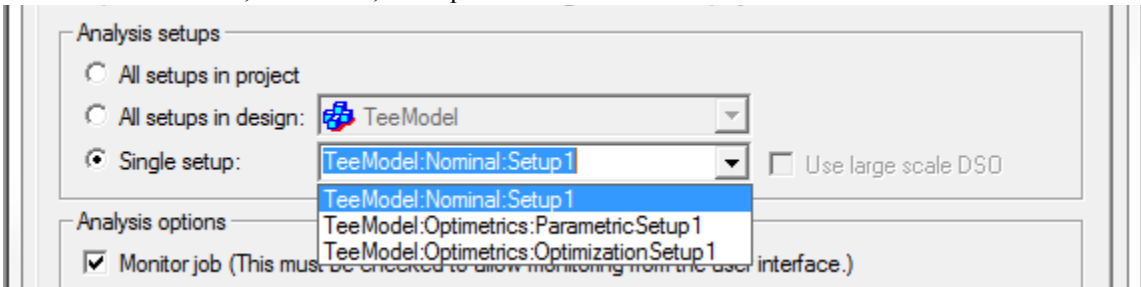 Analysis setups
All setups in project
All setups in design: TeeModel
Single setup: TeeModel:Nominal:Setup1 Use large scale DSO
TeeModel:Nominal:Setup1
TeeModel:Optimetrics:ParametricSetup1
Analysis options
TeeModel:Optimetrics:OptimizationSetup1
Monitor job (This must be checked to allow monitoring from the user interface.)